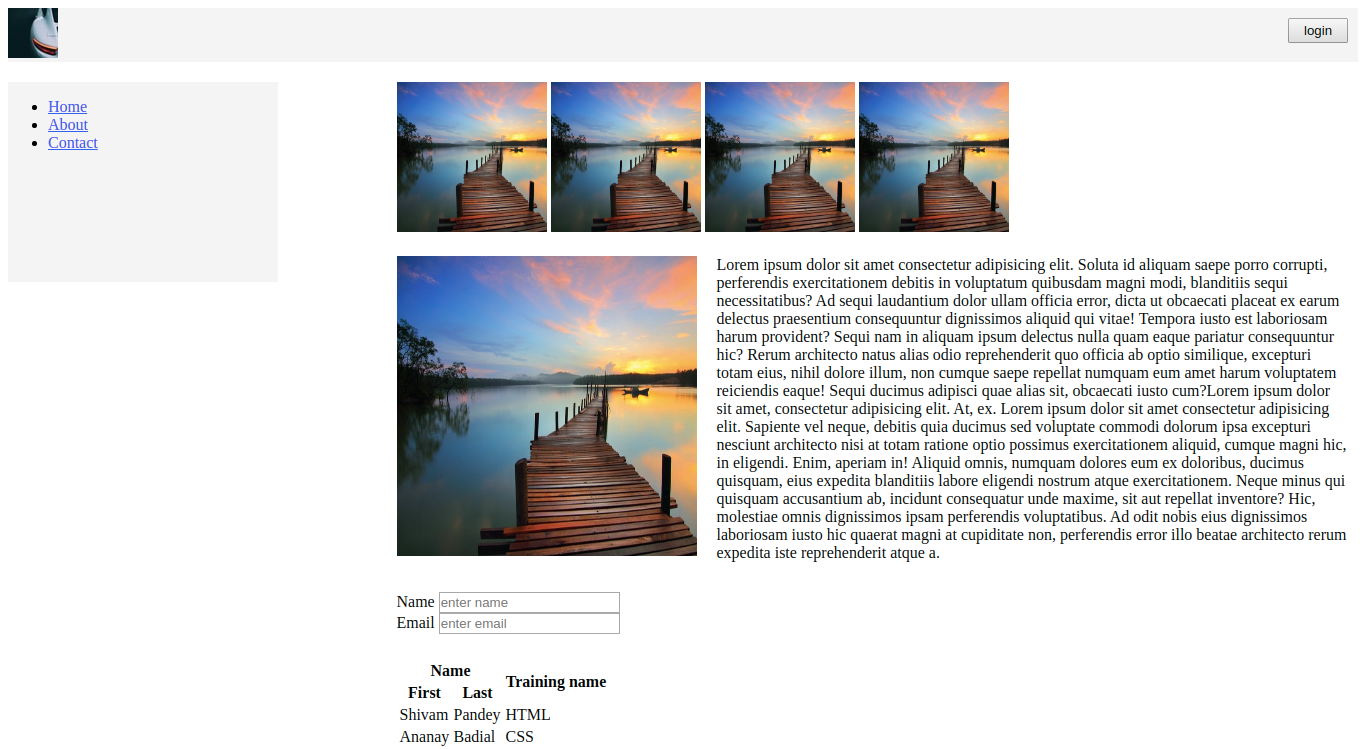 login
Home
About
Contact
Lorem ipsum dolor sit amet consectetur adipisicing elit. Soluta id aliquam saepe porro corrupti,
perferendis exercitationem debitis in voluptatum quibusdam magni modi, blanditiis sequi
necessitatibus? Ad sequi laudantium dolor ullam officia error, dicta ut obcaecati placeat ex earum
delectus praesentium consequuntur dignissimos aliquid qui vitae! Tempora iusto est laboriosam
harum provident? Sequi nam in aliquam ipsum delectus nulla quam eaque pariatur consequuntur
hic? Rerum architecto natus alias odio reprehenderit quo officia ab optio similique, excepturi
totam eius, nihil dolore illum, non cumque saepe repellat numquam eum amet harum voluptatem
reiciendis eaque! Sequi ducimus adipisci quae alias sit, obcaecati iusto cum?Lorem ipsum dolor
sit amet, consectetur adipisicing elit. At, ex. Lorem ipsum dolor sit amet consectetur adipisicing
elit. Sapiente vel neque, debitis quia ducimus sed voluptate commodi dolorum ipsa excepturi
nesciunt architecto nisi at totam ratione optio possimus exercitationem aliquid, cumque magni hic,
in eligendi. Enim, aperiam in! Aliquid omnis, numquam dolores eum ex doloribus, ducimus
quisquam, eius expedita blanditiis labore eligendi nostrum atque exercitationem. Neque minus qui
quisquam accusantium ab, incidunt consequatur unde maxime, sit aut repellat inventore? Hic,
molestiae omnis dignissimos ipsam perferendis voluptatibus. Ad odit nobis eius dignissimos
laboriosam iusto hic quaerat magni at cupiditate non, perferendis error illo beatae architecto rerum
expedita iste reprehenderit atque a.
Name enter name
Email enter email
Name Training name
First Last
Shivam Pandey HTML
Ananay Badial CSS